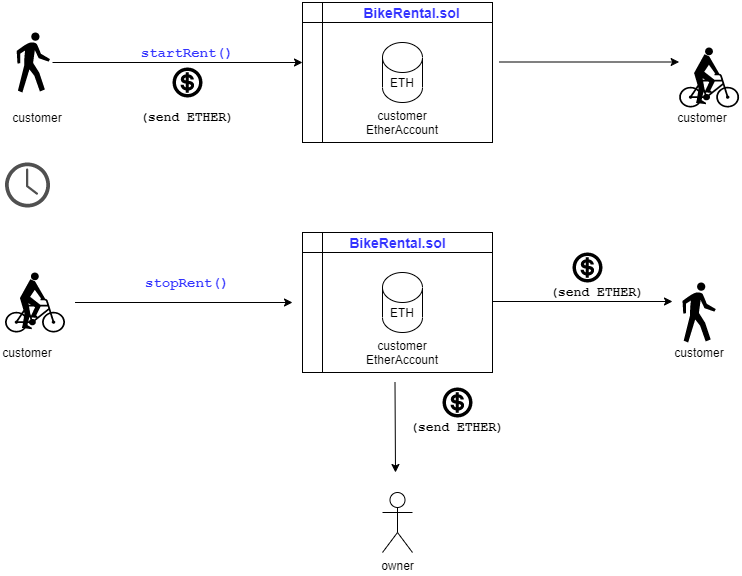 BikeRental.sol
startRent()
ETH
(send ETHER)
customer
customer
EtherAccount
customer
BikeRental.sol
stopRent()
ETH
(send ETHER)
customer
customer
EtherAccount
customer
(send ETHER)
owner